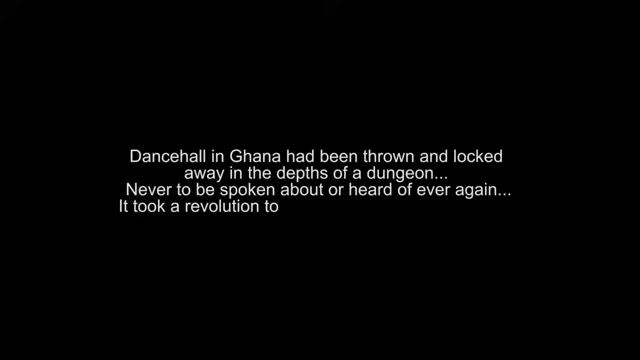 Dancehall in Ghana had been thrown and locked
away in the depths of a dungeon...
Never to be spoken about or heard of ever again...
It took a revolution to